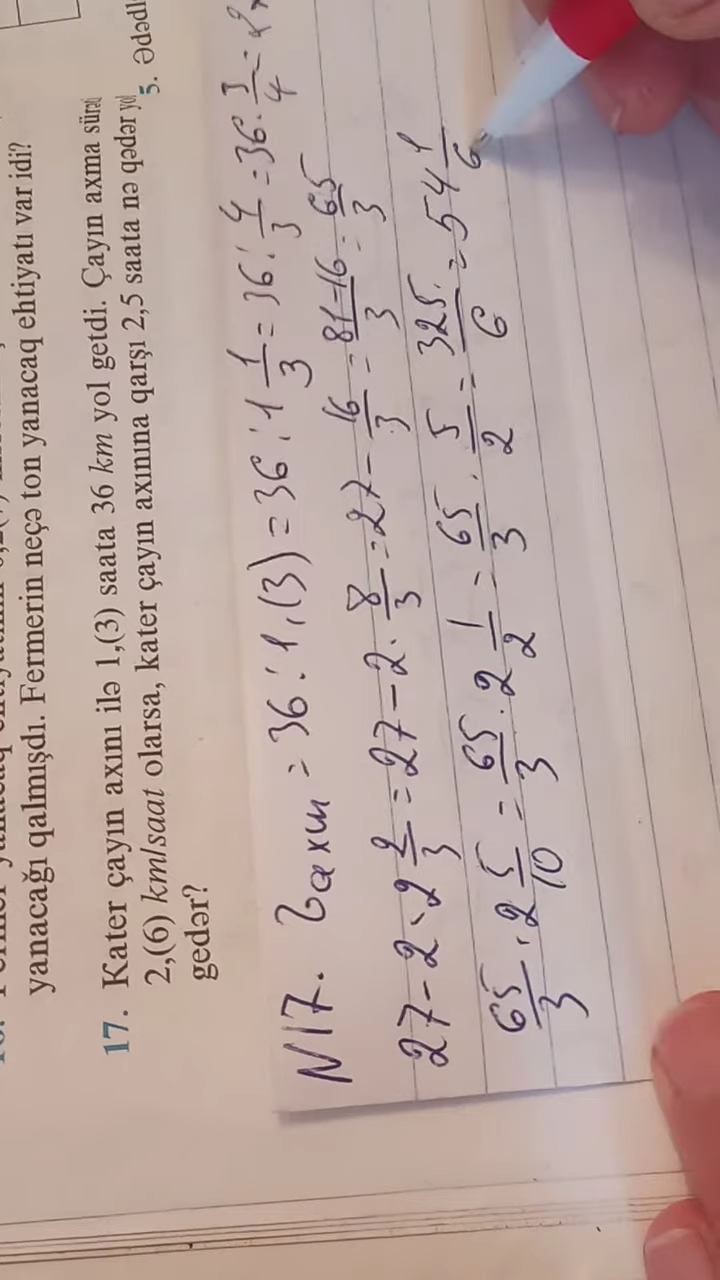 yanacağı qalmışdı. Fermerin neçə ton yanacaq ehtiyatı var idi?
17. Kater çayın axını ilə 1,(3) saata 36 km yol getdi. Çayın axma sürəti
2,(6) km/saat olarsa, kater çayın axınına qarşı 2,5 saata nə qədər yol
gedər?
5. Ədədl
N17. ϑaxın = 36 : 1,(3) = 36 : 1 1/3 = 36 : 4/3 = 36 · 3/4 = 27
27 - 2 · 2 2/3 = 27 - 2 · 8/3 = 27 - 16/3 = 81-16/3 = 65/3
65/3 · 2 5/10 = 65/3 · 2 1/2 = 65/3 · 5/2 = 325/6 = 54 1/6